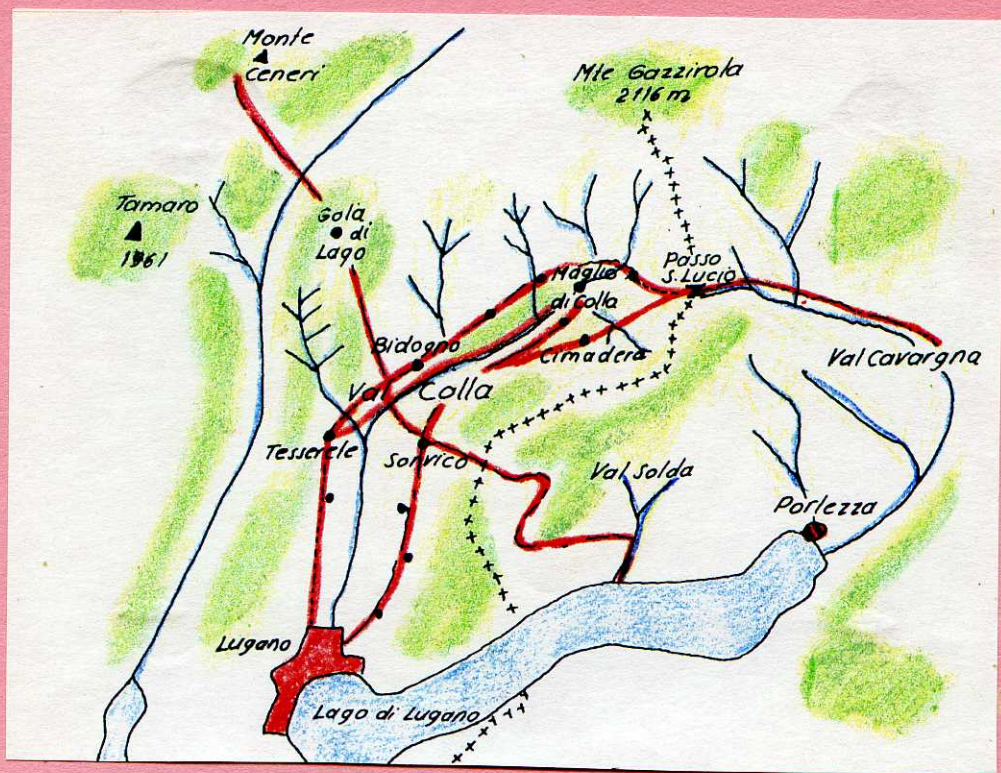 Monte
Ceneri
Mte Gazzirola
2116 m
Tamaro
1961
Gola
di
Lago
Passo
S. Lucio
Maglio
di Colla
Bidogno
Cimadera
Val Cavargna
Val Colla
Tesserete
Sonvico
Val Solda
Porlezza
Lugano
Lago di Lugano